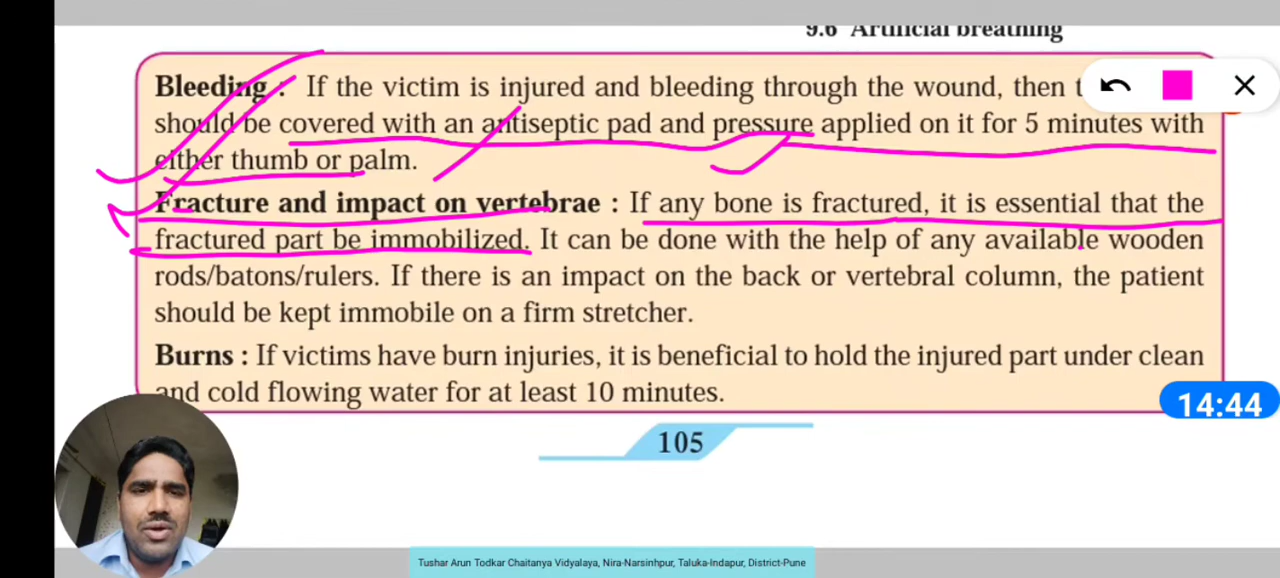 9.6 Artificial breathing
Bleeding : If the victim is injured and bleeding through the wound, then
should be covered with an antiseptic pad and pressure applied on it for 5 minutes with
either thumb or palm.
Fracture and impact on vertebrae : If any bone is fractured, it is essential that the
fractured part be immobilized. It can be done with the help of any available wooden
rods/batons/rulers. If there is an impact on the back or vertebral column, the patient
should be kept immobile on a firm stretcher.
Burns : If victims have burn injuries, it is beneficial to hold the injured part under clean
and cold flowing water for at least 10 minutes.
14:44
105
Tushar Arun Todkar Chaitanya Vidyalaya, Nira-Narsinhpur, Taluka-Indapur, District-Pune